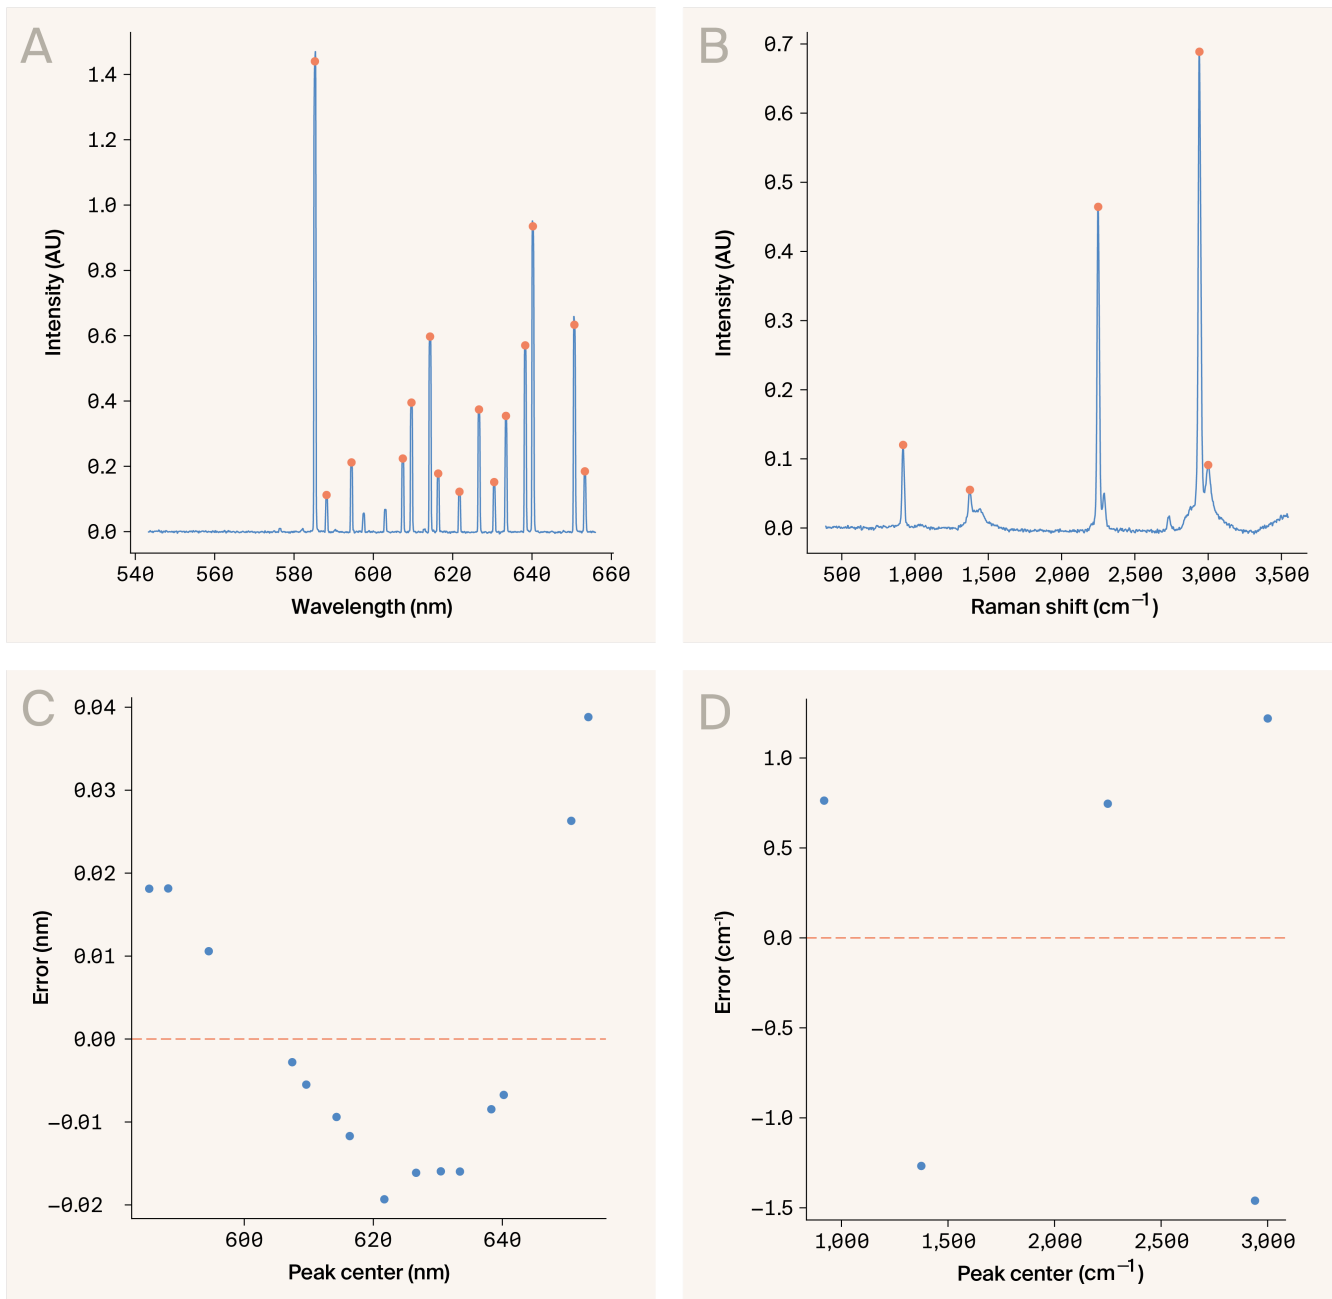 A
1.4
1.2
1.0
0.8
0.6
0.4
0.2
0.0
540 560 580 600 620 640 660
Intensity (AU)
Wavelength (nm)
B
0.7
0.6
0.5
0.4
0.3
0.2
0.1
0.0
500 1,000 1,500 2,000 2,500 3,000 3,500
Intensity (AU)
Raman shift (cm⁻¹)
C
0.04
0.03
0.02
0.01
0.00
−0.01
−0.02
600 620 640
Error (nm)
Peak center (nm)
D
1.0
0.5
0.0
−0.5
−1.0
−1.5
1,000 1,500 2,000 2,500 3,000
Error (cm⁻¹)
Peak center (cm⁻¹)